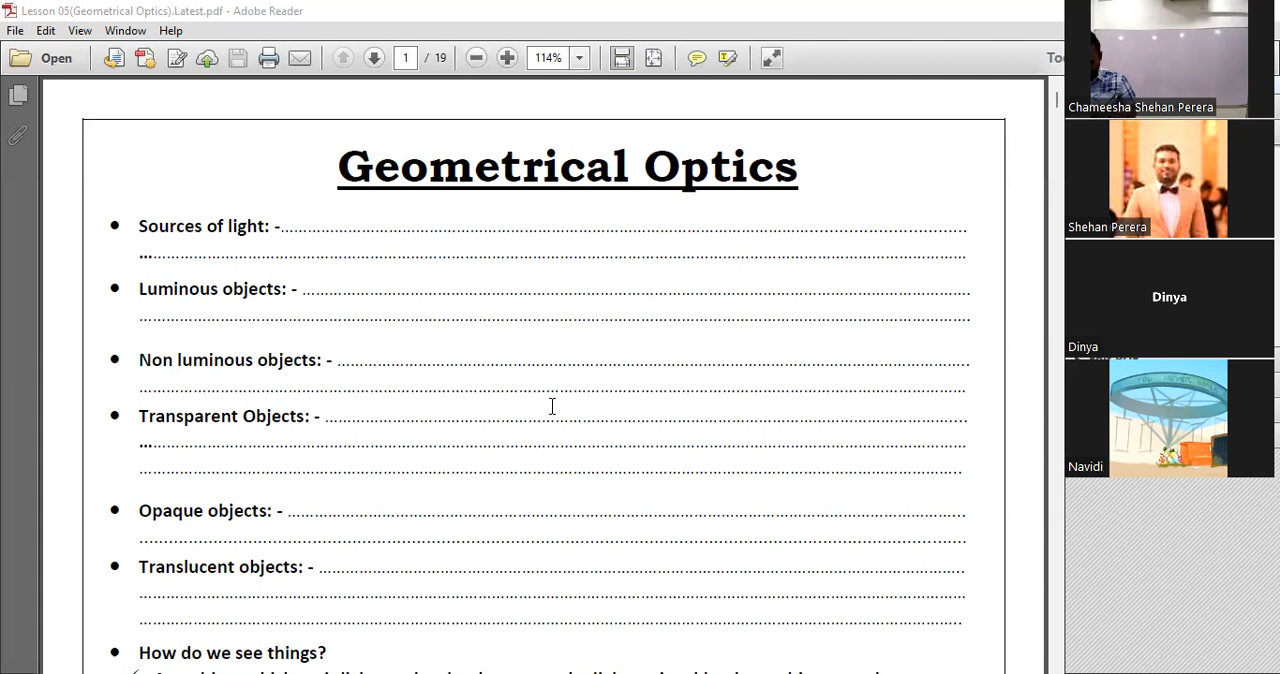 Lesson 05(Geometrical Optics).Latest.pdf - Adobe Reader
File Edit View Window Help
Open 1 / 19 114%
Geometrical Optics
Sources of light: -
Luminous objects: -
Non luminous objects: -
Transparent Objects: -
Opaque objects: -
Translucent objects: -
How do we see things?
Chameesha Shehan Perera
Shehan Perera
Dinya
Dinya
Navidi